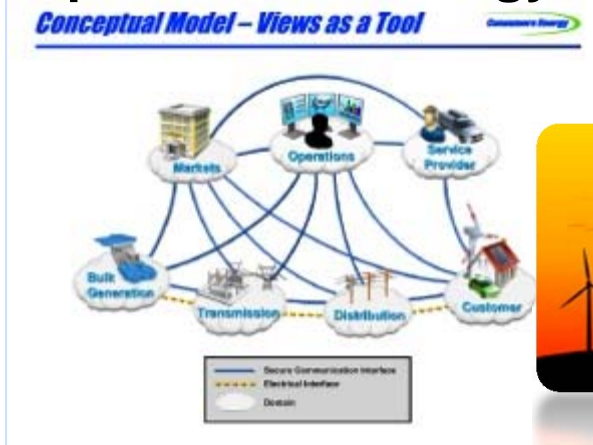 Conceptual Model – Views as a Tool
Consumers Energy
Markets
Operations
Service
Provider
Bulk
Generation
Transmission
Distribution
Customer
Secure Communication Interface
Electrical Interface
Domain